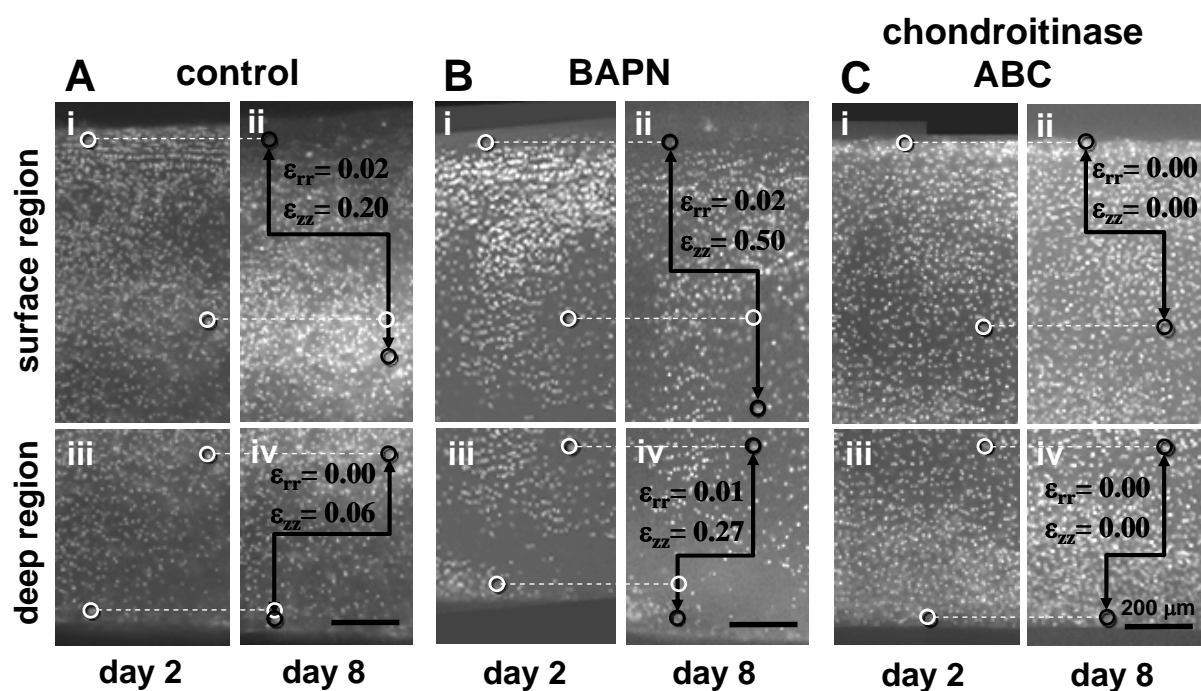 chondroitinase
A control B BAPN C ABC
surface region
i ii i ii i ii
εrr= 0.02
εzz= 0.20
εrr= 0.02
εzz= 0.50
εrr= 0.00
εzz= 0.00
deep region
iii iv iii iv iii iv
εrr= 0.00
εzz= 0.06
εrr= 0.01
εzz= 0.27
εrr= 0.00
εzz= 0.00
200 μm
day 2 day 8 day 2 day 8 day 2 day 8